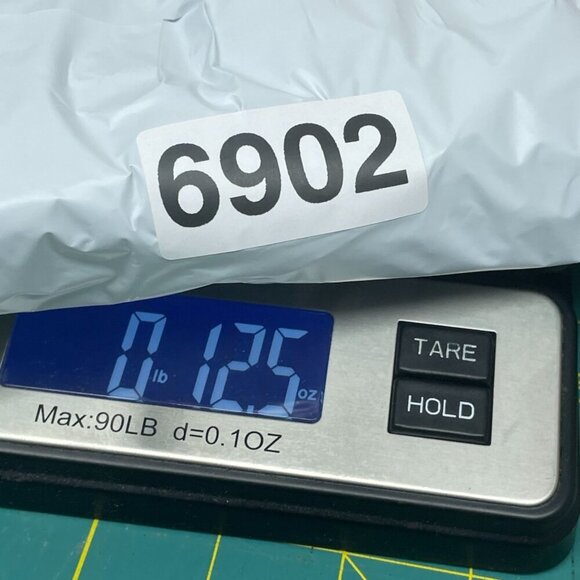 6902
0 lb 12.5 oz
TARE
HOLD
Max:90LB d=0.1OZ